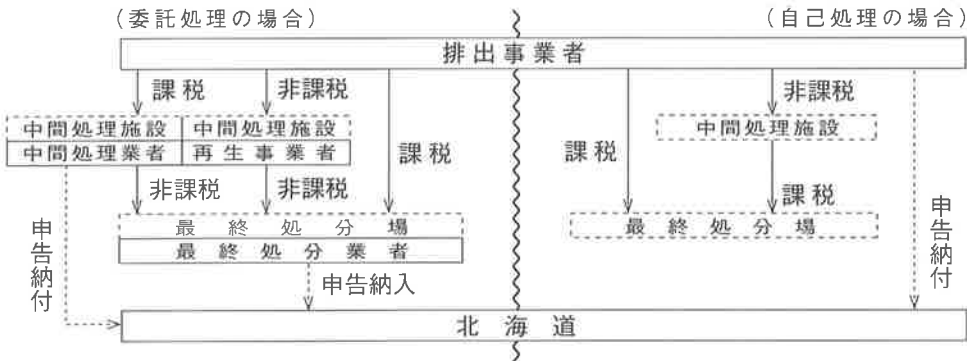 (委託処理の場合)
(自己処理の場合)
排出事業者
課税
非課税
非課税
中間処理施設
中間処理施設
中間処理施設
中間処理業者
再生事業者
課税
課税
非課税
非課税
課税
申告納付
最終処分場
最終処分場
申告納付
最終処分業者
申告納入
北海道